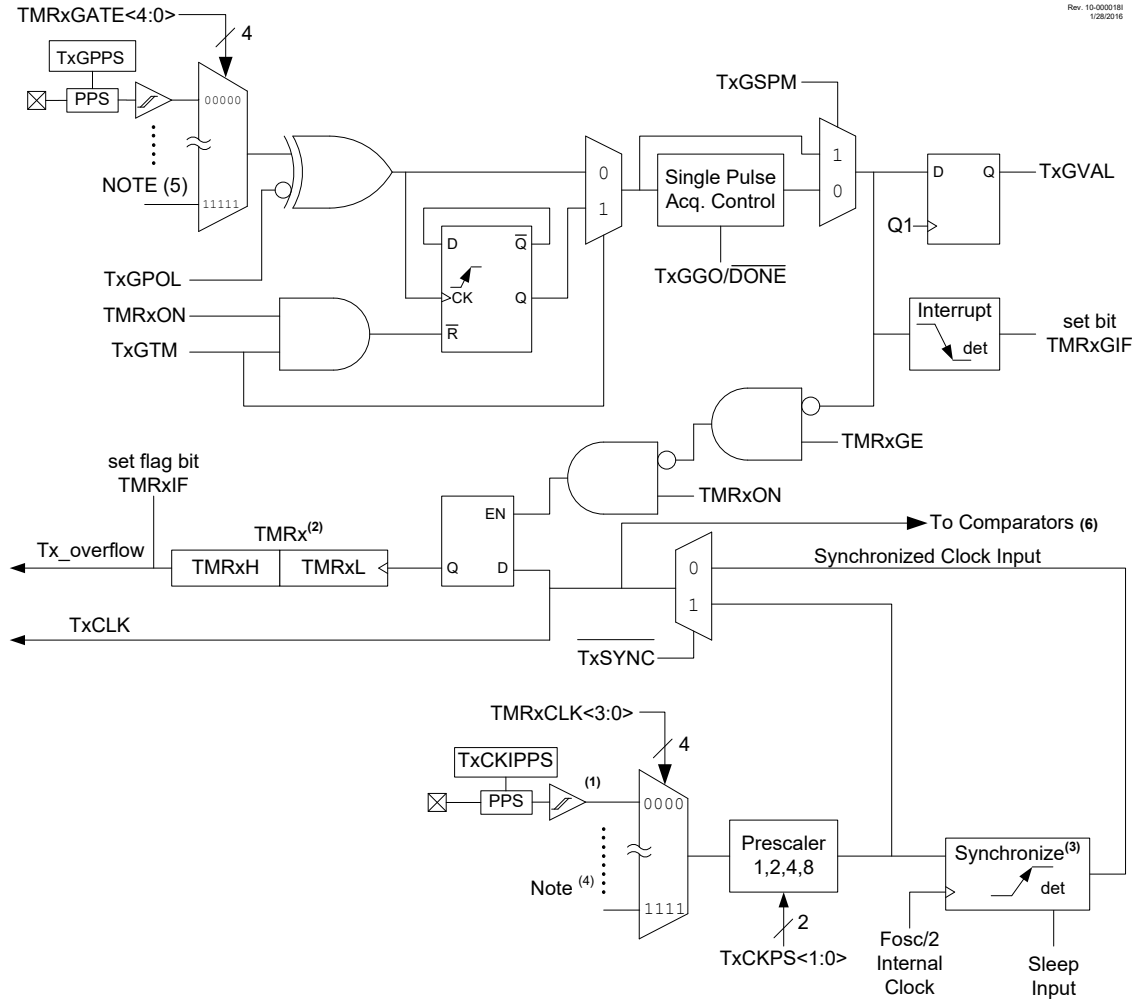 Rev. 10-000018I
1/28/2016
TMRxGATE<4:0>
4
TxGPPS
PPS
00000
NOTE (5)
11111
TxGPOL
TMRxON
TxGTM
D
Q
CK
Q
R
0
1
Single Pulse
Acq. Control
TxGGO/DONE
TxGSPM
1
0
D
Q
Q1
TxGVAL
Interrupt
det
set bit
TMRxGIF
TMRxGE
TMRxON
set flag bit
TMRxIF
Tx_overflow
TMRx(2)
TMRxH
TMRxL
EN
Q
D
TxCLK
To Comparators (6)
Synchronized Clock Input
0
1
TxSYNC
TMRxCLK<3:0>
4
TxCKIPPS
PPS
(1)
0000
Note (4)
1111
Prescaler
1,2,4,8
2
TxCKPS<1:0>
Synchronize(3)
det
Fosc/2
Internal
Clock
Sleep
Input